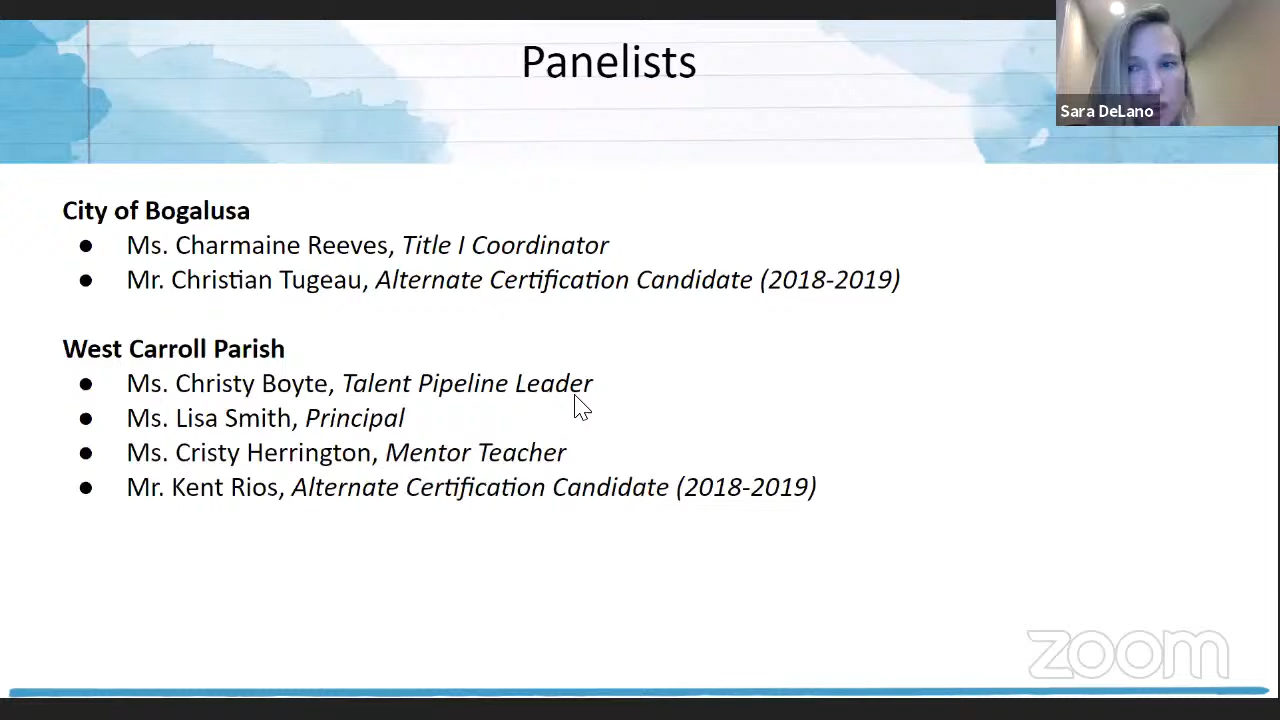 Panelists
Sara DeLano
City of Bogalusa
● Ms. Charmaine Reeves, Title I Coordinator
● Mr. Christian Tugeau, Alternate Certification Candidate (2018-2019)
West Carroll Parish
● Ms. Christy Boyte, Talent Pipeline Leader
● Ms. Lisa Smith, Principal
● Ms. Cristy Herrington, Mentor Teacher
● Mr. Kent Rios, Alternate Certification Candidate (2018-2019)
zoom